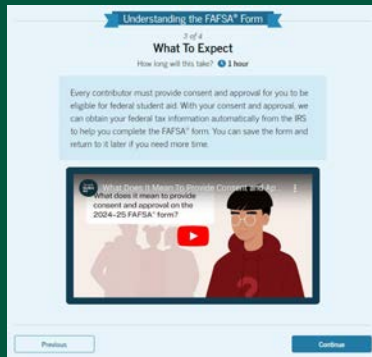 Understanding the FAFSA® Form
3 of 4
What To Expect
How long will this take? 1 hour
Every contributor must provide consent and approval for you to be
eligible for federal student aid. With your consent and approval, we
can obtain your federal tax information automatically from the IRS
to help you complete the FAFSA® form. You can save the form and
return to it later if you need more time.
What Does It Mean To Provide Consent and Ap...
What does it mean to provide
consent and approval on the
2024–25 FAFSA® form?
?
Previous
Continue